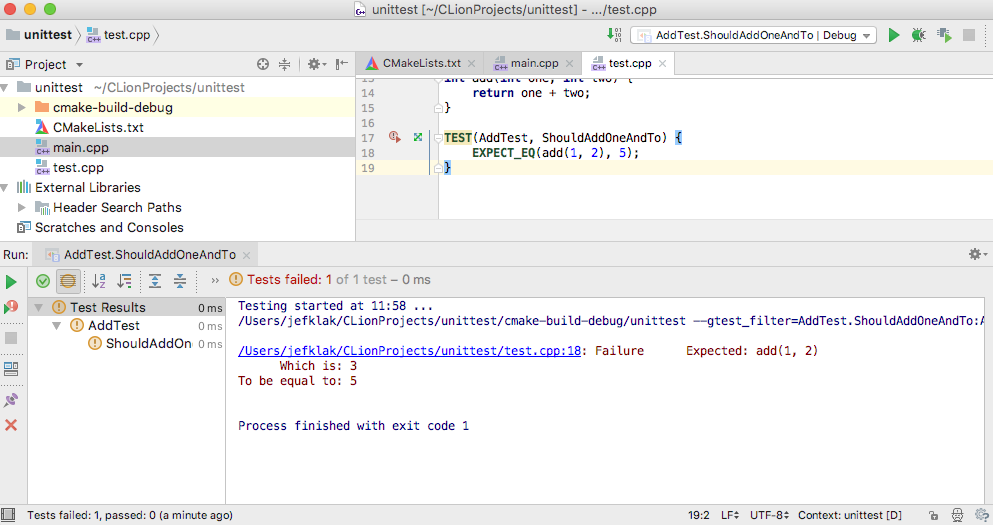 unittest [~/CLionProjects/unittest] - .../test.cpp
unittest test.cpp AddTest.ShouldAddOneAndTo | Debug
Project CMakeLists.txt main.cpp test.cpp
unittest ~/CLionProjects/unittest
cmake-build-debug
CMakeLists.txt
main.cpp
test.cpp
External Libraries
Header Search Paths
Scratches and Consoles
13 int add(int one, int two) {
14 return one + two;
15 }
16
17 TEST(AddTest, ShouldAddOneAndTo) {
18 EXPECT_EQ(add(1, 2), 5);
19 }
Run: AddTest.ShouldAddOneAndTo
Tests failed: 1 of 1 test – 0 ms
Test Results 0 ms
AddTest 0 ms
ShouldAddOn 0 ms
Testing started at 11:58 ...
/Users/jefklak/CLionProjects/unittest/cmake-build-debug/unittest --gtest_filter=AddTest.ShouldAddOneAndTo:A
/Users/jefklak/CLionProjects/unittest/test.cpp:18: Failure Expected: add(1, 2)
Which is: 3
To be equal to: 5
Process finished with exit code 1
Tests failed: 1, passed: 0 (a minute ago) 19:2 LF UTF-8 Context: unittest [D]